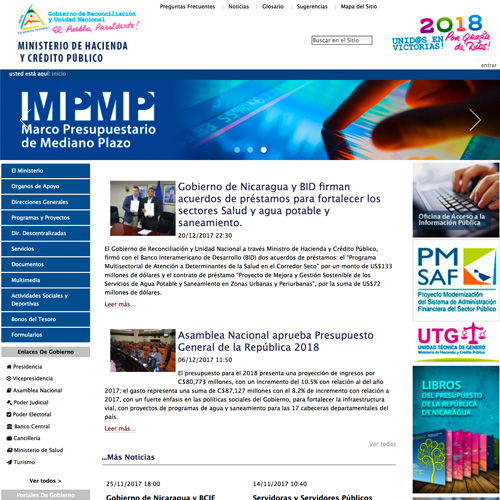 Preguntas Frecuentes
Noticias
Glosario
Sugerencias
Mapa del Sitio
Gobierno de Reconciliación
y Unidad Nacional
El Pueblo, Presidente!
MINISTERIO DE HACIENDA
Y CRÉDITO PÚBLICO
Buscar en el Sitio
2018
UNIDOS EN
VICTORIAS!
Por Gracia
de Dios!
entrar
usted está aquí: inicio
MPMP
Marco Presupuestario
de Mediano Plazo
El Ministerio
Organos de Apoyo
Direcciones Generales
Programas y Proyectos
Dir. Descentralizadas
Servicios
Documentos
Multimedia
Actividades Sociales y
Deportivas
Bonos del Tesoro
Formularios
Enlaces De Gobierno
Presidencia
Vicepresidencia
Asamblea Nacional
Poder Judicial
Poder Electoral
Banco Central
Cancillería
Ministerio de Salud
Turismo
Ver todos >
Portales De Gobierno
Gobierno de Nicaragua y BID firman
acuerdos de préstamos para fortalecer los
sectores Salud y agua potable y
saneamiento.
20/12/2017 22:30
El Gobierno de Reconciliación y Unidad Nacional a través Ministro de Hacienda y Crédito Público,
firmó con el Banco Interamericano de Desarrollo (BID) dos acuerdos de préstamo: el "Programa
Multisectorial de Atención a Determinantes de la Salud en el Corredor Seco" por un monto de US$133
millones de dólares y el contrato de préstamo "Proyecto de Mejora y Gestión Sostenible de los
Servicios de Agua Potable y Saneamiento en Zonas Urbanas y Periurbanas", por la suma de US$72
millones de dólares.
Leer más…
Asamblea Nacional aprueba Presupuesto
General de la República 2018
06/12/2017 11:50
El presupuesto para el 2018 presenta una proyección de ingresos por
C$80,773 millones, con un incremento del 10.5% con relación al del año
2017; el gasto representa una suma de C$87,127 millones con el 8.2% de incremento con relación a
2017, con un fuerte énfasis en las políticas sociales del Gobierno, para fortalecer la infraestructura
vial, con proyectos de programas de agua y saneamiento para las 17 cabeceras departamentales del
país.
Leer más…
Ver todas
...Más Noticias
25/11/2017 18:00
Gobierno de Nicaragua y BCIE
14/11/2017 10:40
Servidoras y Servidores Públicos
Oficina de Acceso a la
Información Pública
PM
SAF
Proyecto Modernización
del Sistema de Administración
Financiera del Sector Público
UTG
UNIDAD TÉCNICA
DE GÉNERO
Ministerio de Hacienda y Crédito Público
LIBROS
DEL PRESUPUESTO
DE LA REPÚBLICA
DE NICARAGUA